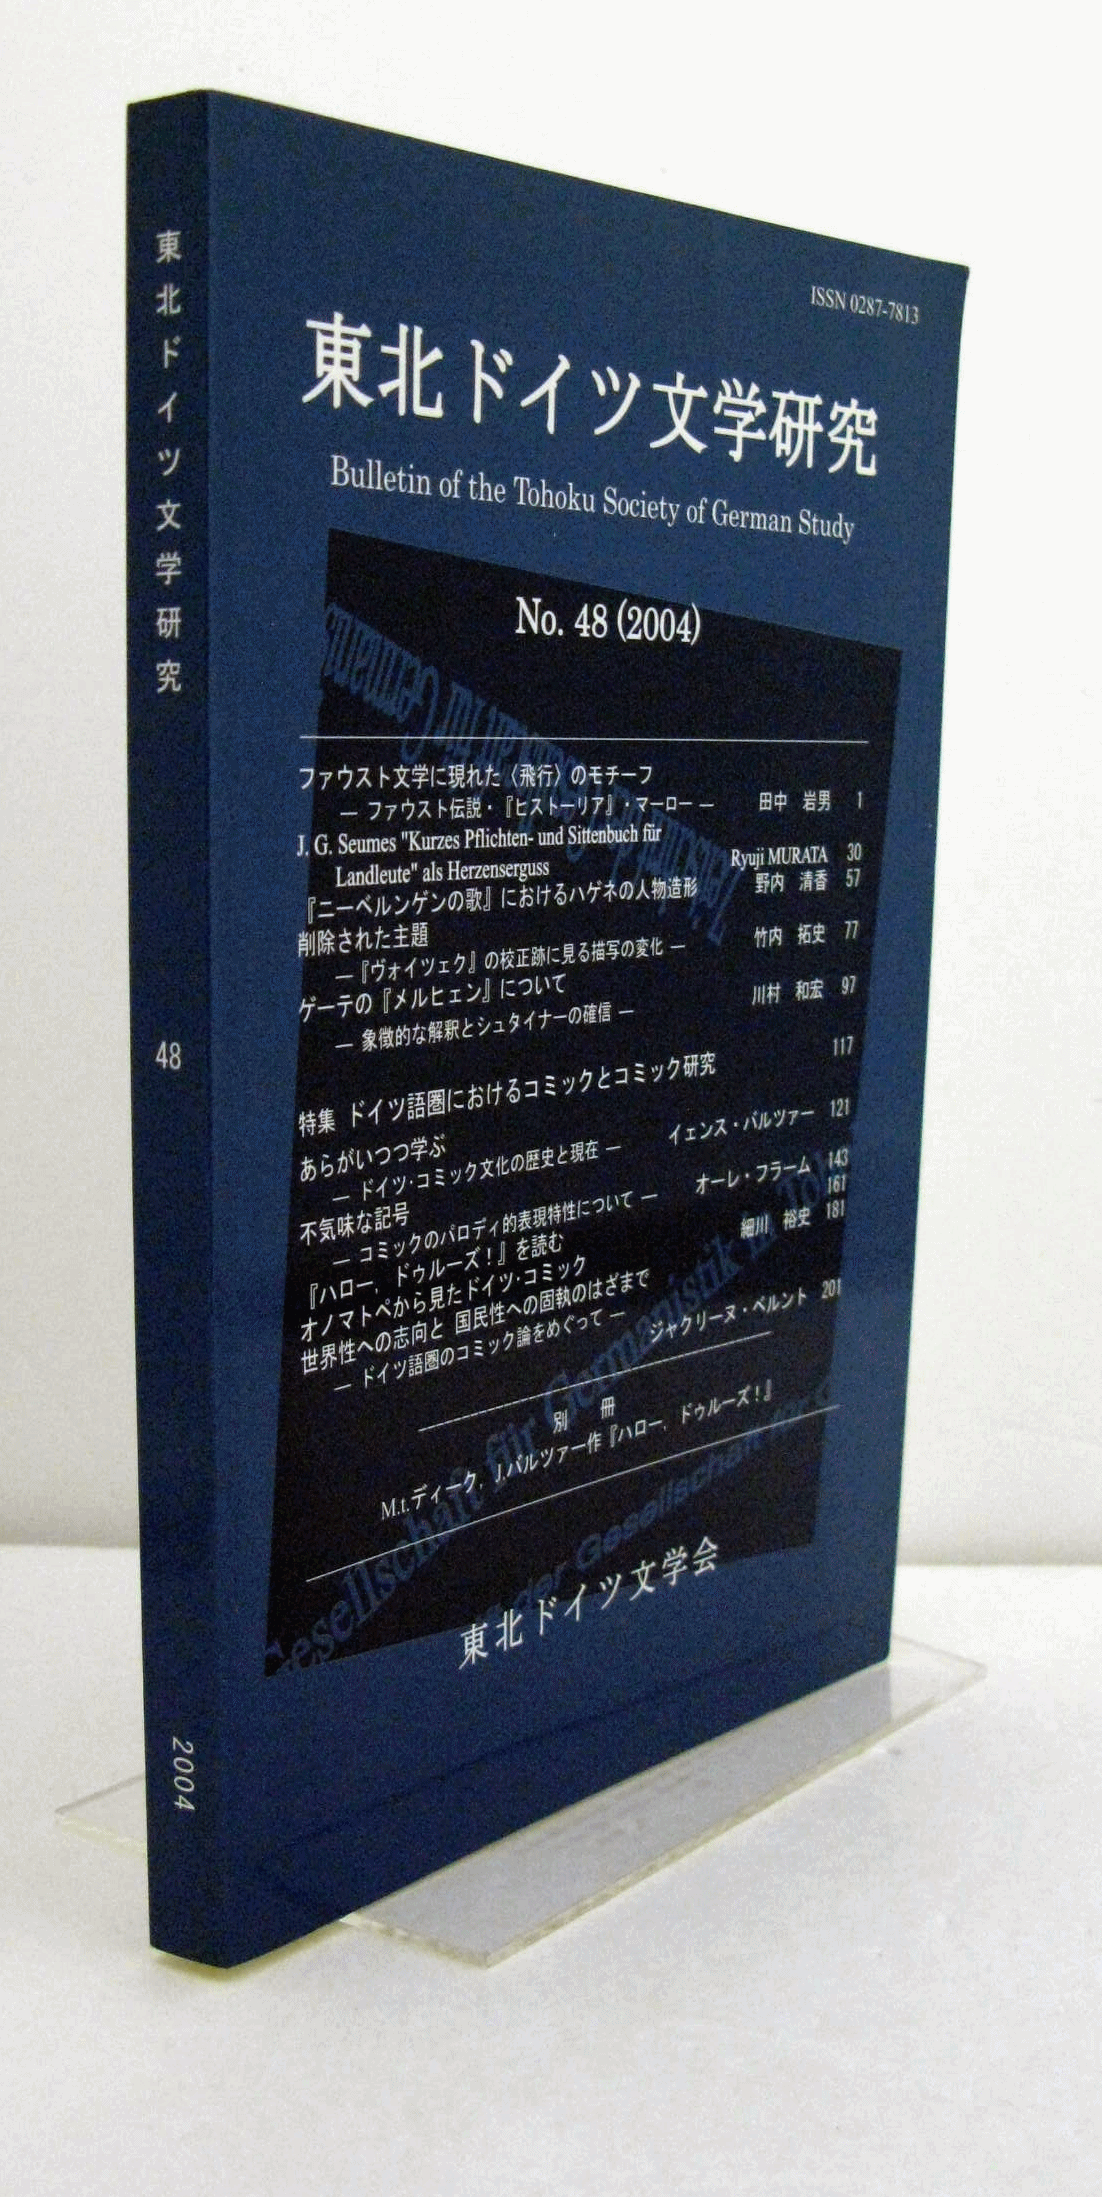 東北ドイツ文学研究
48
2004
ISSN 0287-7813
東北ドイツ文学研究
Bulletin of the Tohoku Society of German Study
No. 48 (2004)
ファウスト文学に現れた〈飛行〉のモチーフ
― ファウスト伝説・『ヒストーリア』・マーロー ― 田中 岩男 1
J. G. Seumes "Kurzes Pflichten- und Sittenbuch für
Landleute" als Herzenserguss Ryuji MURATA 30
『ニーベルンゲンの歌』におけるハゲネの人物造形 野内 清香 57
削除された主題
―『ヴォイツェク』の校正跡に見る描写の変化 ― 竹内 拓史 77
ゲーテの『メルヒェン』について
― 象徴的な解釈とシュタイナーの確信 ― 川村 和宏 97
特集 ドイツ語圏におけるコミックとコミック研究 117
あらがいつつ学ぶ
― ドイツ・コミック文化の歴史と現在 ― イェンス・バルツァー 121
不気味な記号
― コミックのパロディ的表現特性について ― オーレ・フラーム 143
『ハロー，ドゥルーズ！』を読む 161
オノマトペから見たドイツ・コミック 細川 裕史 181
世界性への志向と 国民性への固執のはざまで
― ドイツ語圏のコミック論をめぐって ― ジャクリーヌ・ベルント 201
別 冊
M.t.ディーク，J.バルツァー作『ハロー，ドゥルーズ！』
東北ドイツ文学会
Gesellschaft für Germanistik
der Gesellschaft für G